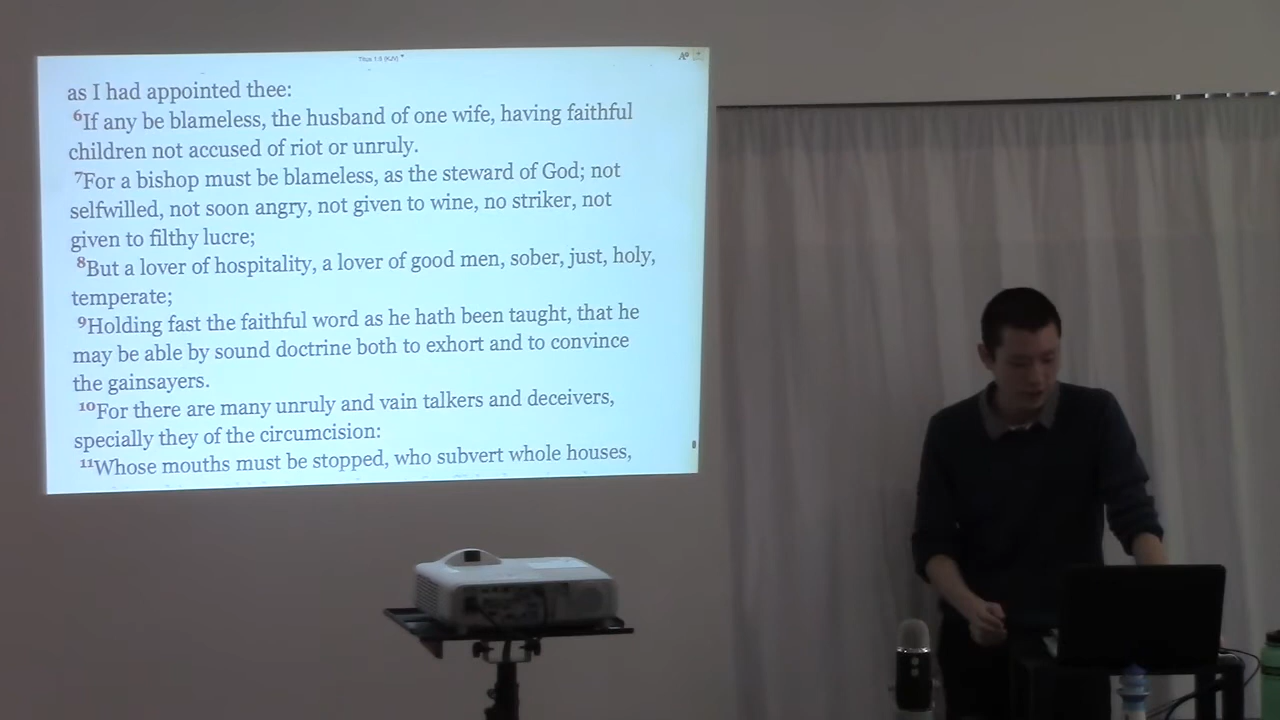 Titus 1:5 (KJV)
as I had appointed thee:
6If any be blameless, the husband of one wife, having faithful
children not accused of riot or unruly.
7For a bishop must be blameless, as the steward of God; not
selfwilled, not soon angry, not given to wine, no striker, not
given to filthy lucre;
8But a lover of hospitality, a lover of good men, sober, just, holy,
temperate;
9Holding fast the faithful word as he hath been taught, that he
may be able by sound doctrine both to exhort and to convince
the gainsayers.
10For there are many unruly and vain talkers and deceivers,
specially they of the circumcision:
11Whose mouths must be stopped, who subvert whole houses,